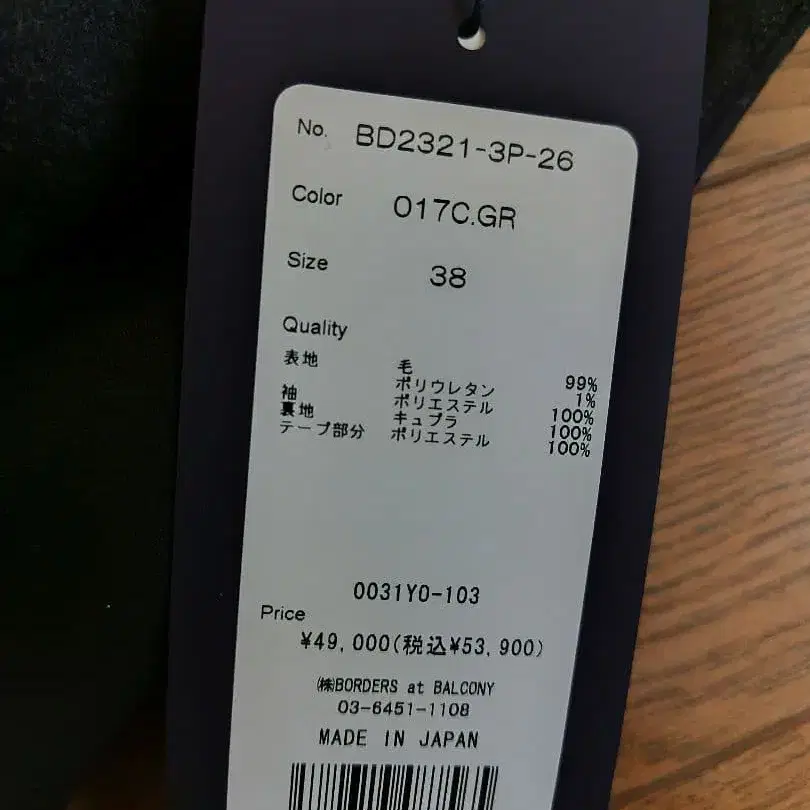 No. BD2321-3P-26
Color 017C.GR
Size 38
Quality
表地 毛 99%
ポリウレタン 1%
袖 ポリエステル 100%
裏地 キュプラ 100%
テープ部分 ポリエステル 100%
0031Y0-103
Price
¥49,000(税込¥53,900)
㈱BORDERS at BALCONY
03-6451-1108
MADE IN JAPAN